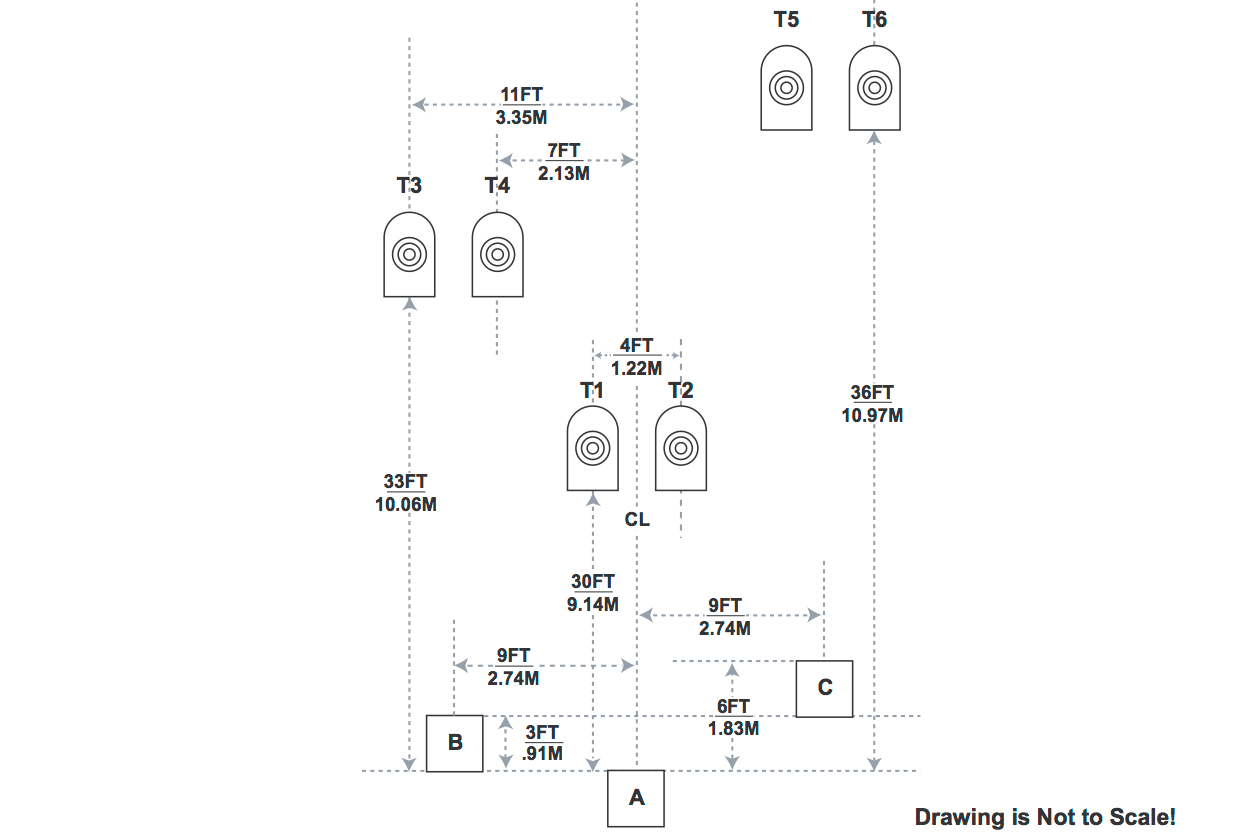 T5 T6
11FT
3.35M
7FT
2.13M
T3 T4
4FT
1.22M
T1 T2
36FT
10.97M
33FT
10.06M
CL
30FT
9.14M
9FT
2.74M
9FT
2.74M
C
6FT
1.83M
B
3FT
.91M
A
Drawing is Not to Scale!